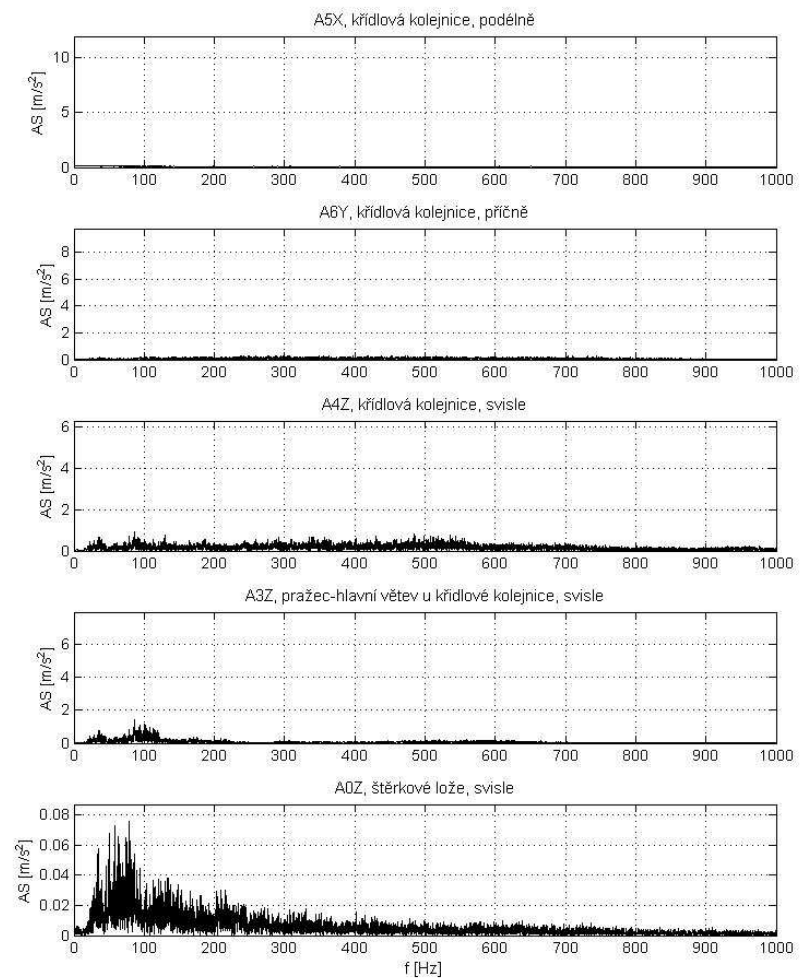 A5X, křídlová kolejnice, podélně
10
5
0
AS [m/s²]
0 100 200 300 400 500 600 700 800 900 1000
A6Y, křídlová kolejnice, příčně
8
6
4
2
0
AS [m/s²]
0 100 200 300 400 500 600 700 800 900 1000
A4Z, křídlová kolejnice, svisle
6
4
2
0
AS [m/s²]
0 100 200 300 400 500 600 700 800 900 1000
A3Z, pražec-hlavní větev u křidlové kolejnice, svisle
6
4
2
0
AS [m/s²]
0 100 200 300 400 500 600 700 800 900 1000
A0Z, štěrkové lože, svisle
0.08
0.06
0.04
0.02
0
AS [m/s²]
0 100 200 300 400 500 600 700 800 900 1000
f [Hz]